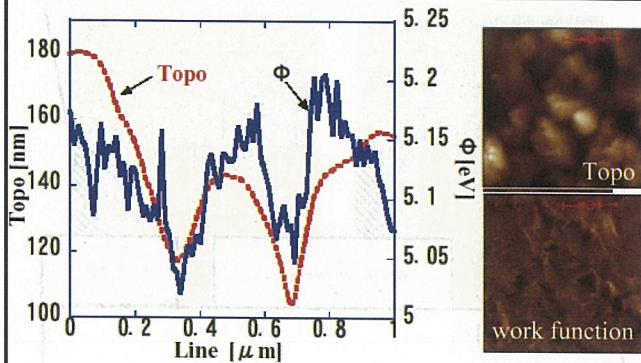 180
160
140
120
100
Topo [nm]
0
0. 2
0. 4
0. 6
0. 8
1
Line [μm]
5.25
5.2
5.15
5.1
5.05
5
Φ[eV]
Topo
Φ
Topo
work function